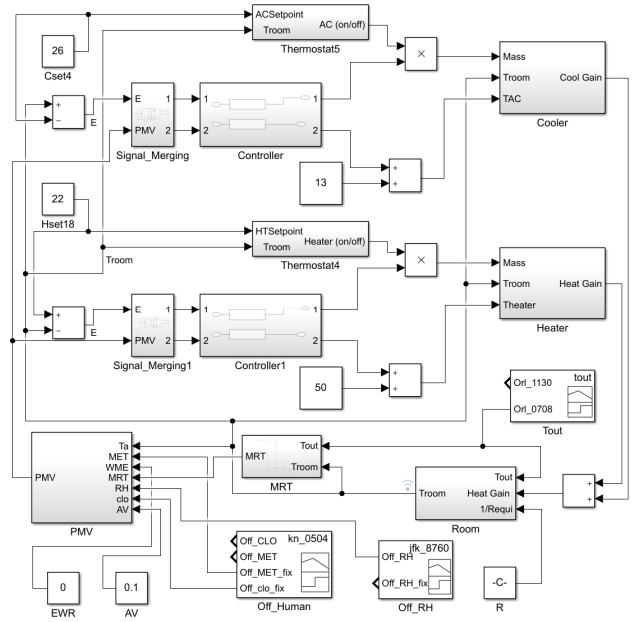 ACSetpoint
AC (on/off)
Troom
Thermostat5
26
Cset4
×
Mass
Troom
Cool Gain
TAC
Cooler
+
−
E
E
1
PMV
2
Signal_Merging
1
1
2
2
Controller
13
+
+
22
Hset18
HTSetpoint
Heater (on/off)
Troom
Thermostat4
Troom
×
Mass
Troom
Heat Gain
Theater
Heater
+
−
E
E
1
PMV
2
Signal_Merging1
1
1
2
2
Controller1
50
+
+
Orl_1130
tout
Orl_0708
Tout
PMV
Ta
MET
WME
MRT
RH
clo
AV
PMV
MRT
Tout
Troom
MRT
Troom
Tout
Heat Gain
1/Requi
Room
+
+
0
EWR
0.1
AV
Off_CLO
kn_0504
Off_MET
Off_MET_fix
Off_clo_fix
Off_Human
jfk_8760
Off_RH
Off_RH_fix
Off_RH
-C-
R